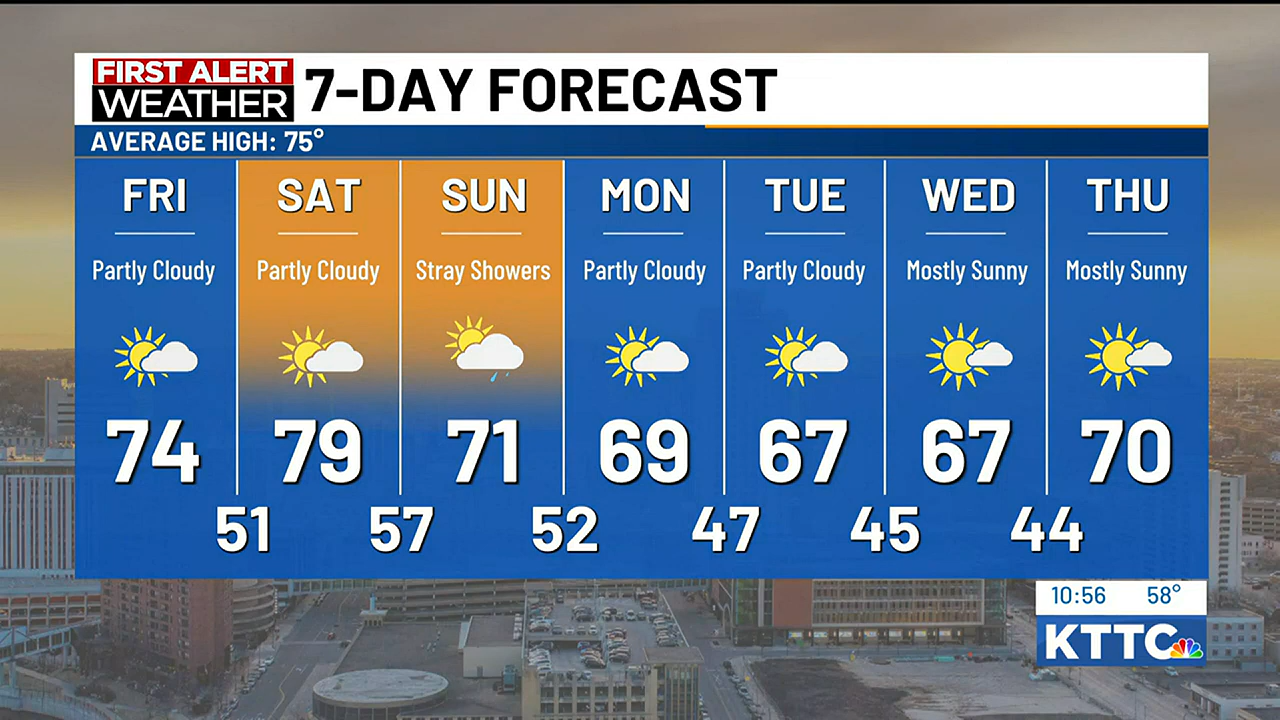 FIRST ALERT
WEATHER
7-DAY FORECAST
AVERAGE HIGH: 75°
FRI SAT SUN MON TUE WED THU
Partly Cloudy Partly Cloudy Stray Showers Partly Cloudy Partly Cloudy Mostly Sunny Mostly Sunny
74 79 71 69 67 67 70
51 57 52 47 45 44
10:56 58°
KTTC